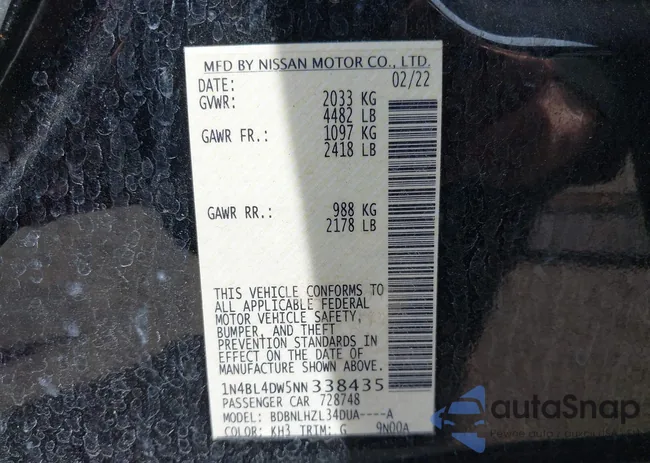 MFD BY NISSAN MOTOR CO., LTD.
DATE: 02/22
GVWR: 2033 KG
4482 LB
GAWR FR.: 1097 KG
2418 LB
GAWR RR.: 988 KG
2178 LB
THIS VEHICLE CONFORMS TO
ALL APPLICABLE FEDERAL
MOTOR VEHICLE SAFETY,
BUMPER, AND THEFT
PREVENTION STANDARDS IN
EFFECT ON THE DATE OF
MANUFACTURE SHOWN ABOVE.
1N4BL4DW5NN338435
PASSENGER CAR 728748
MODEL: BDBNLHZL34DUA----A
COLOR: KH3 TRIM: G 9N00A
autoSnap